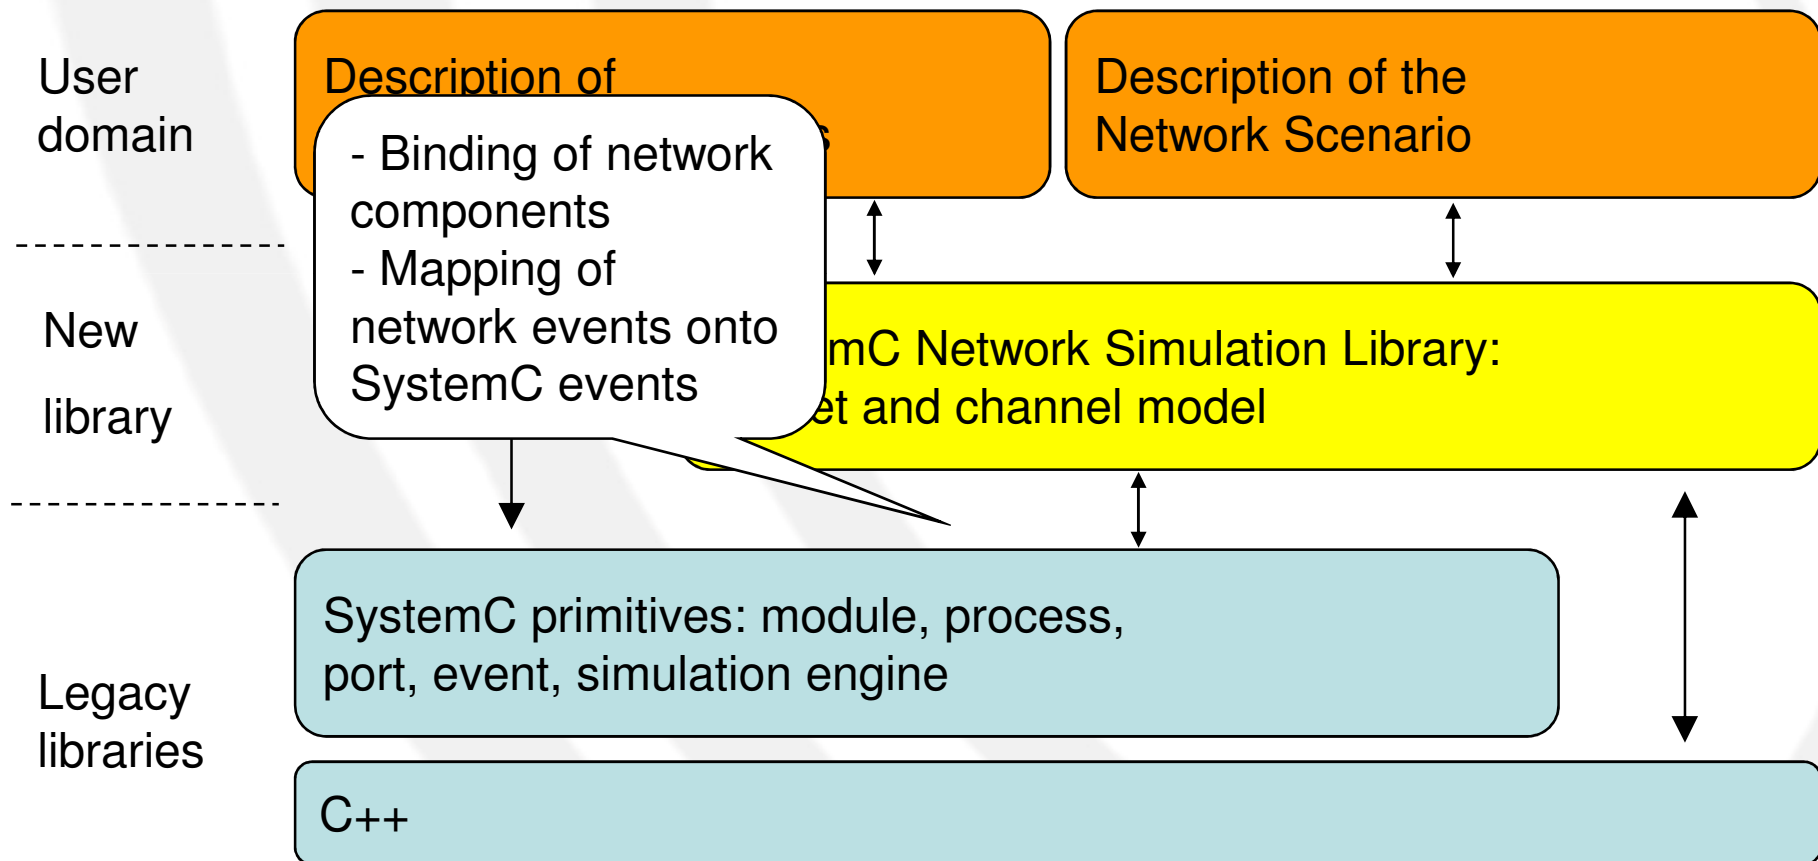 User
domain
Description of
Description of the
Network Scenario
- Binding of network
components
- Mapping of
network events onto
SystemC events
New
library
Network Simulation Library:
and channel model
SystemC primitives: module, process,
port, event, simulation engine
Legacy
libraries
C++